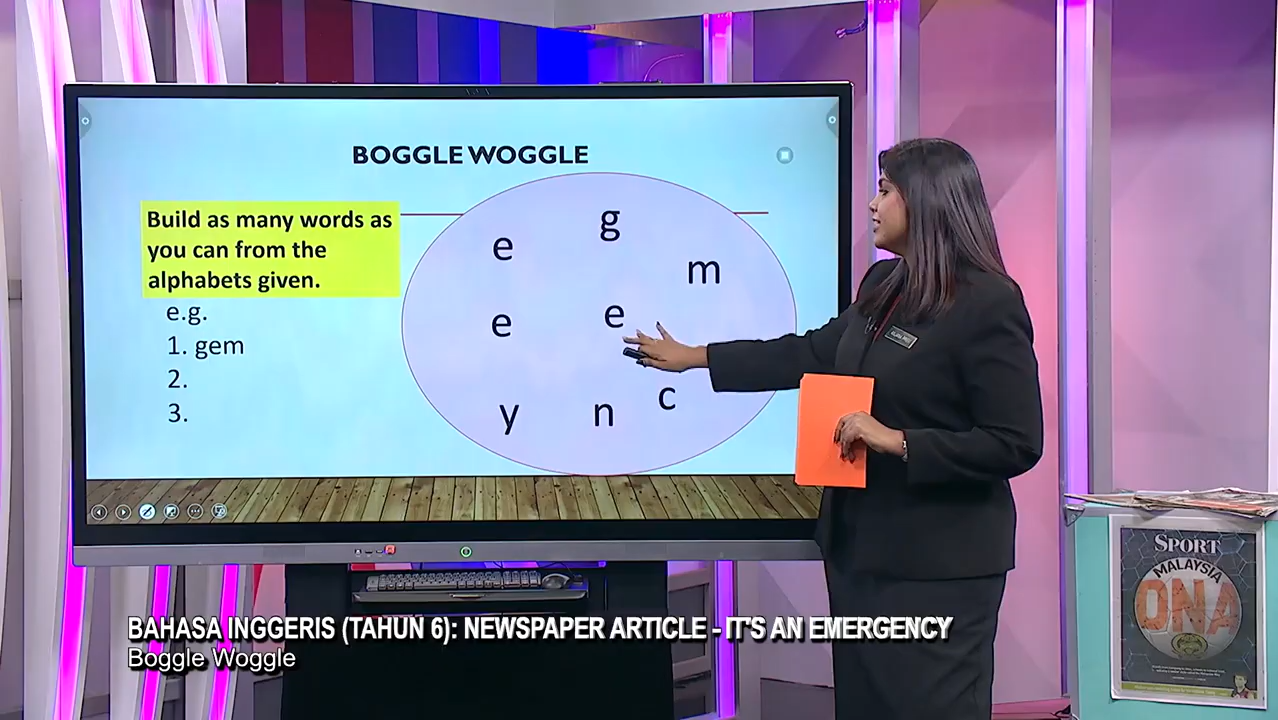 BOGGLE WOGGLE
Build as many words as
you can from the
alphabets given.
e.g.
1. gem
2.
3.
g
e
m
e
e
c
y
n
SPORT
MALAYSIA
DNA
BAHASA INGGERIS (TAHUN 6): NEWSPAPER ARTICLE - IT'S AN EMERGENCY
Boggle Woggle